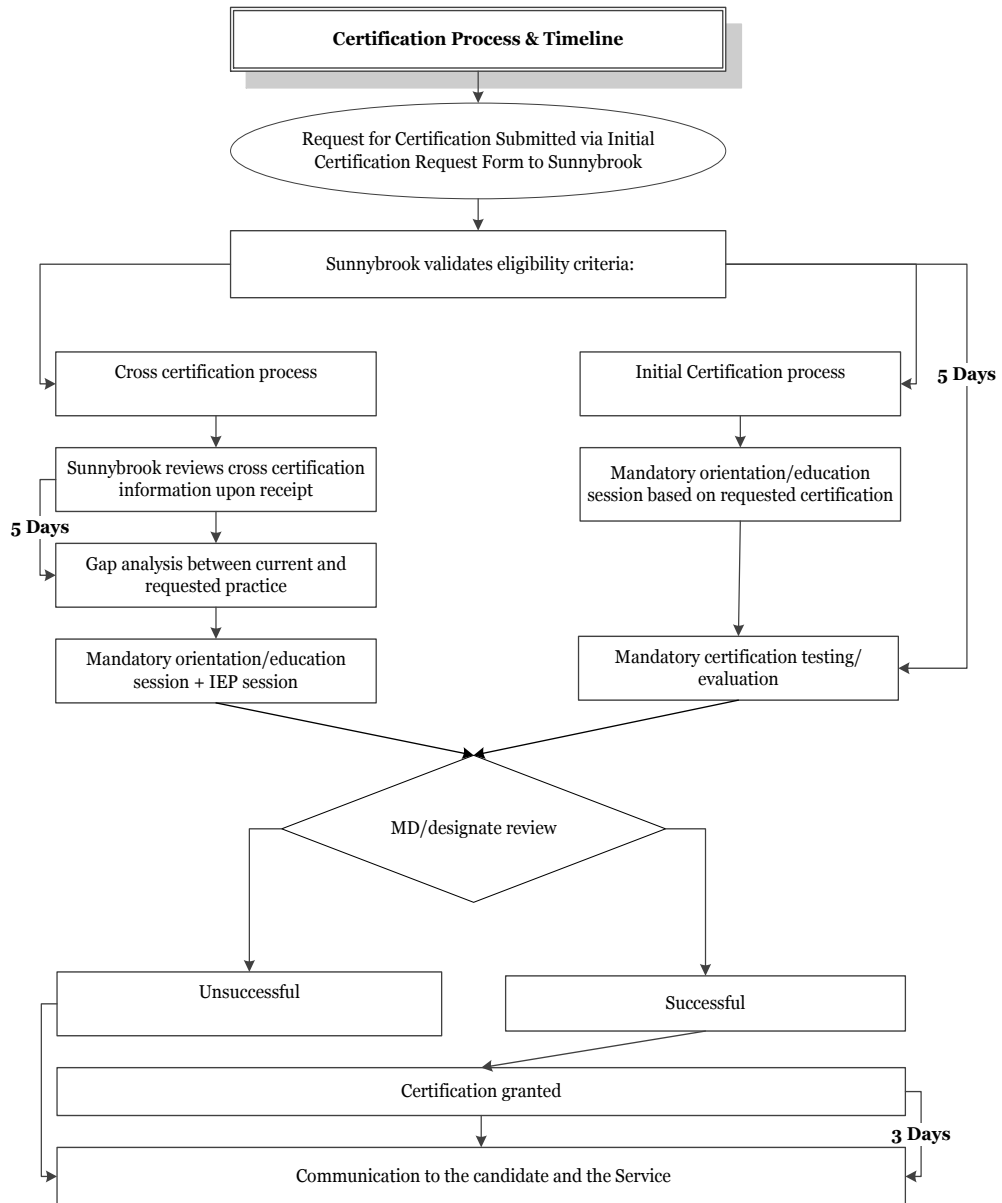 Certification Process & Timeline
Request for Certification Submitted via Initial
Certification Request Form to Sunnybrook
Sunnybrook validates eligibility criteria:
Cross certification process
Initial Certification process
5 Days
Sunnybrook reviews cross certification
information upon receipt
Mandatory orientation/education
session based on requested certification
5 Days
Gap analysis between current and
requested practice
Mandatory orientation/education
session + IEP session
Mandatory certification testing/
evaluation
MD/designate review
Unsuccessful
Successful
Certification granted
3 Days
Communication to the candidate and the Service